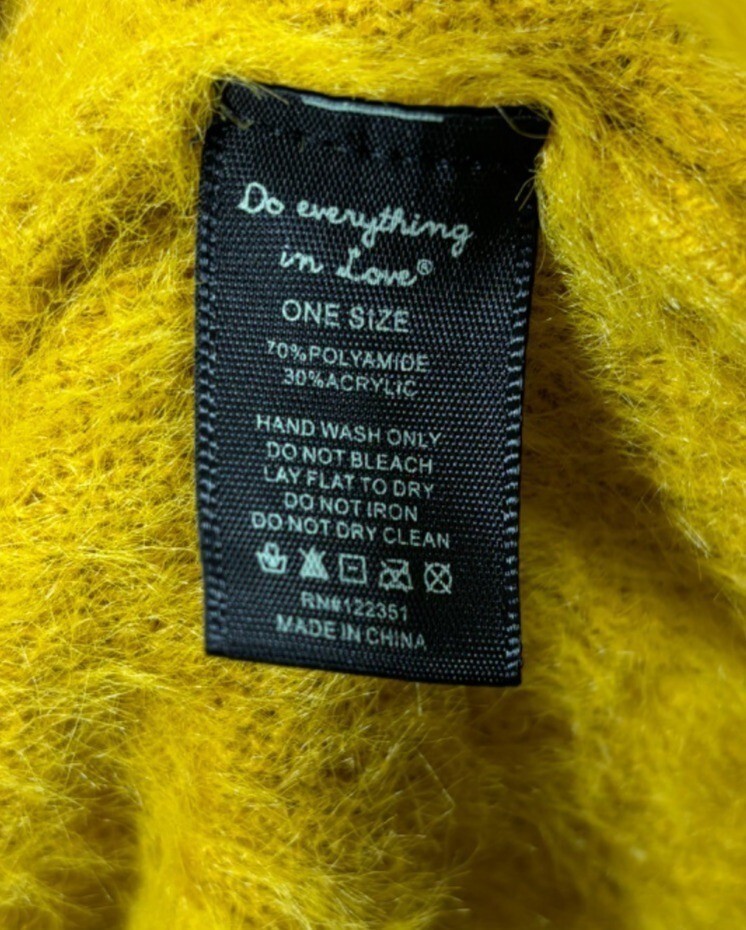 Do everything
in Love®
ONE SIZE
70%POLYAMIDE
30%ACRYLIC
HAND WASH ONLY
DO NOT BLEACH
LAY FLAT TO DRY
DO NOT IRON
DO NOT DRY CLEAN
RN#122351
MADE IN CHINA